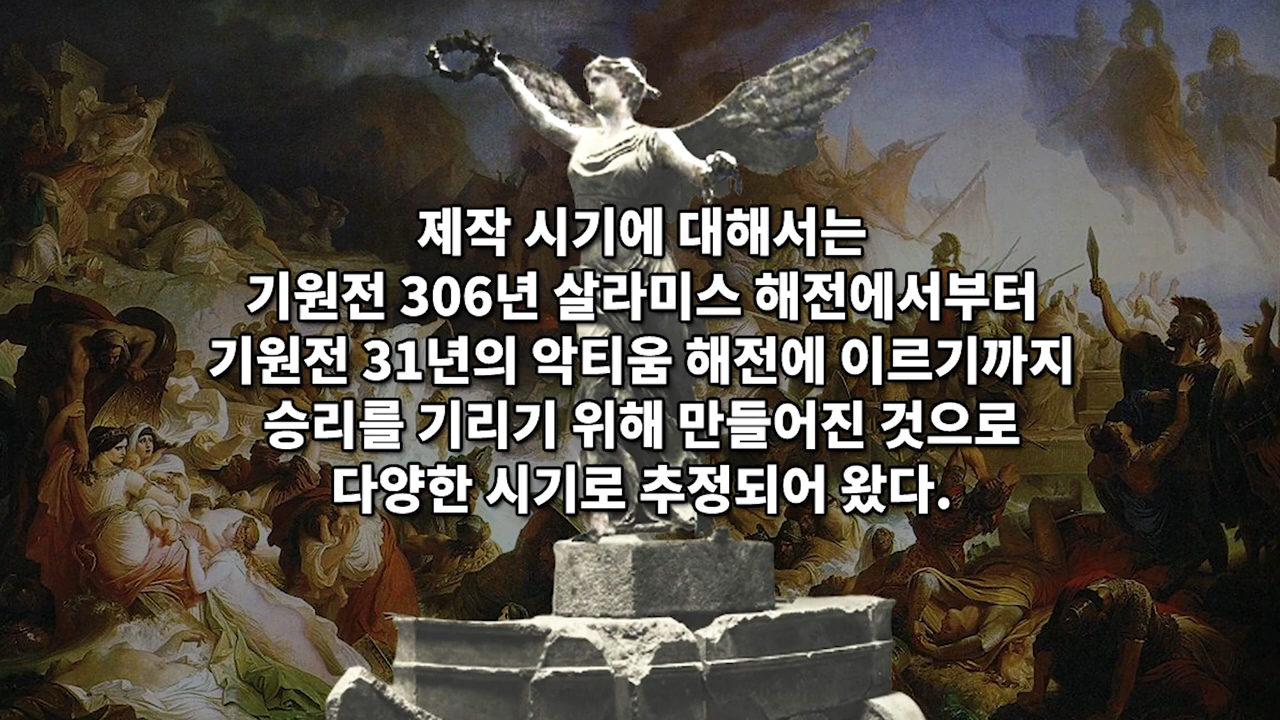 제작 시기에 대해서는
기원전 306년 살라미스 해전에서부터
기원전 31년의 악티움 해전에 이르기까지
승리를 기리기 위해 만들어진 것으로
다양한 시기로 추정되어 왔다.